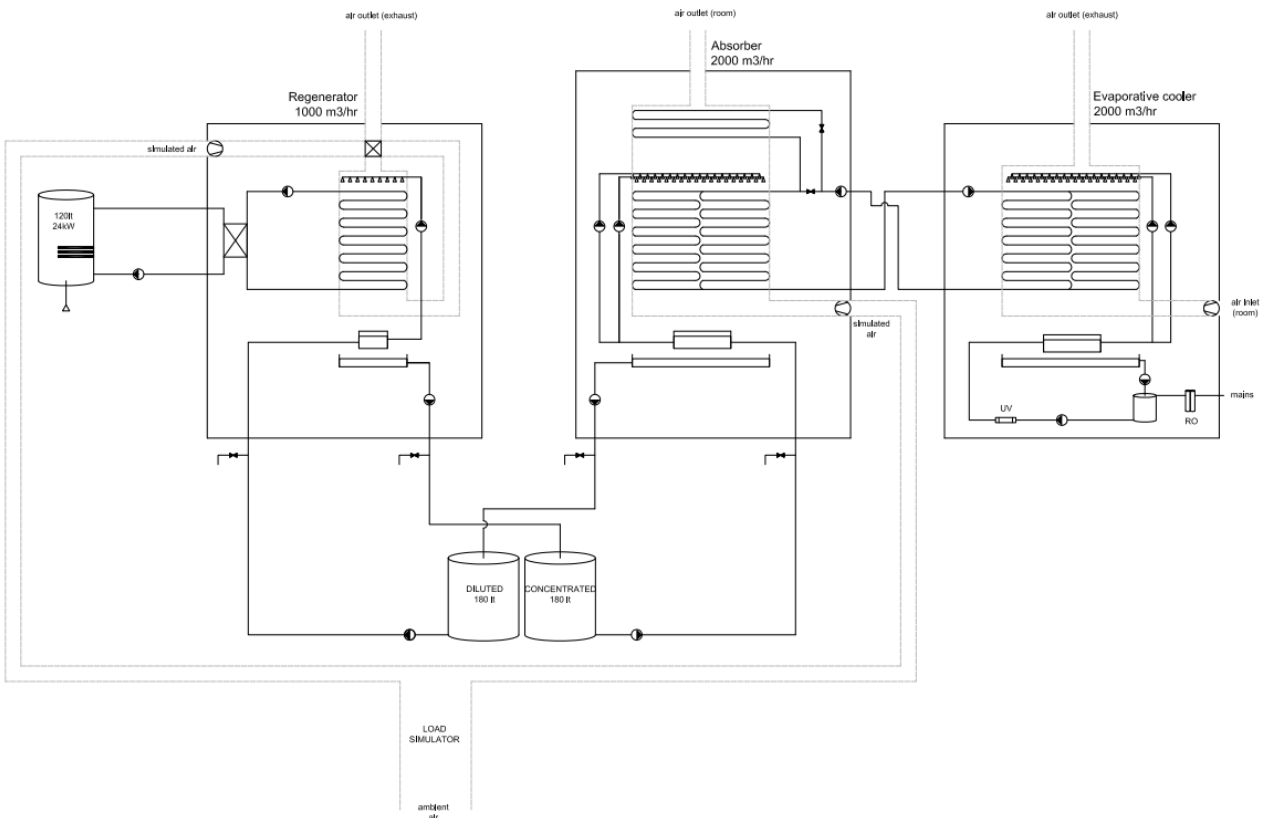 air outlet (exhaust)
air outlet (room)
air outlet (exhaust)
Absorber
2000 m3/hr
Regenerator
1000 m3/hr
Evaporative cooler
2000 m3/hr
simulated air
120lt
24kW
air inlet
(room)
simulated
air
UV
mains
RO
DILUTED
180 lt
CONCENTRATED
180 lt
LOAD
SIMULATOR
ambient
air